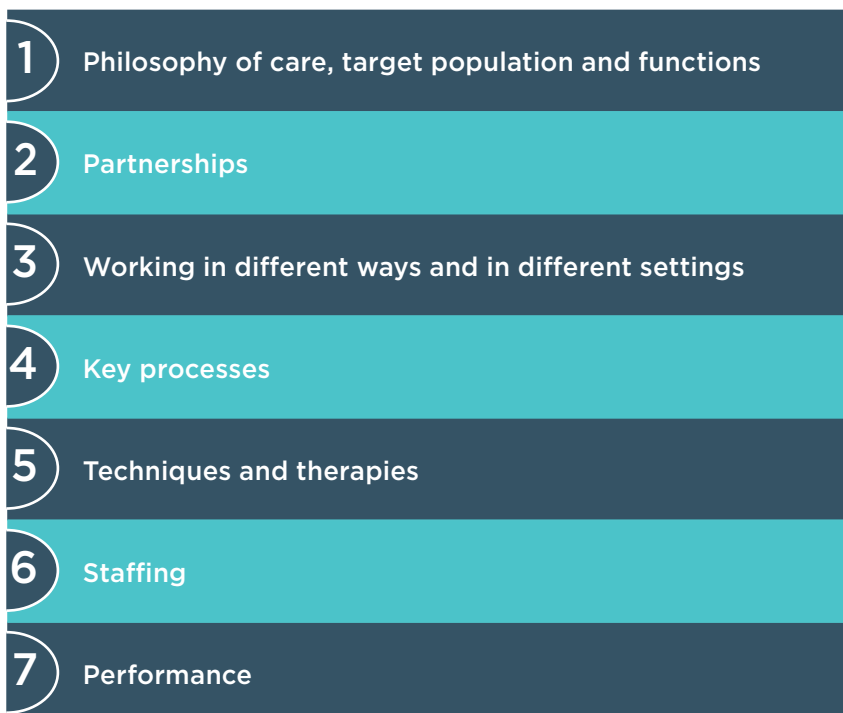 1 Philosophy of care, target population and functions
2 Partnerships
3 Working in different ways and in different settings
4 Key processes
5 Techniques and therapies
6 Staffing
7 Performance